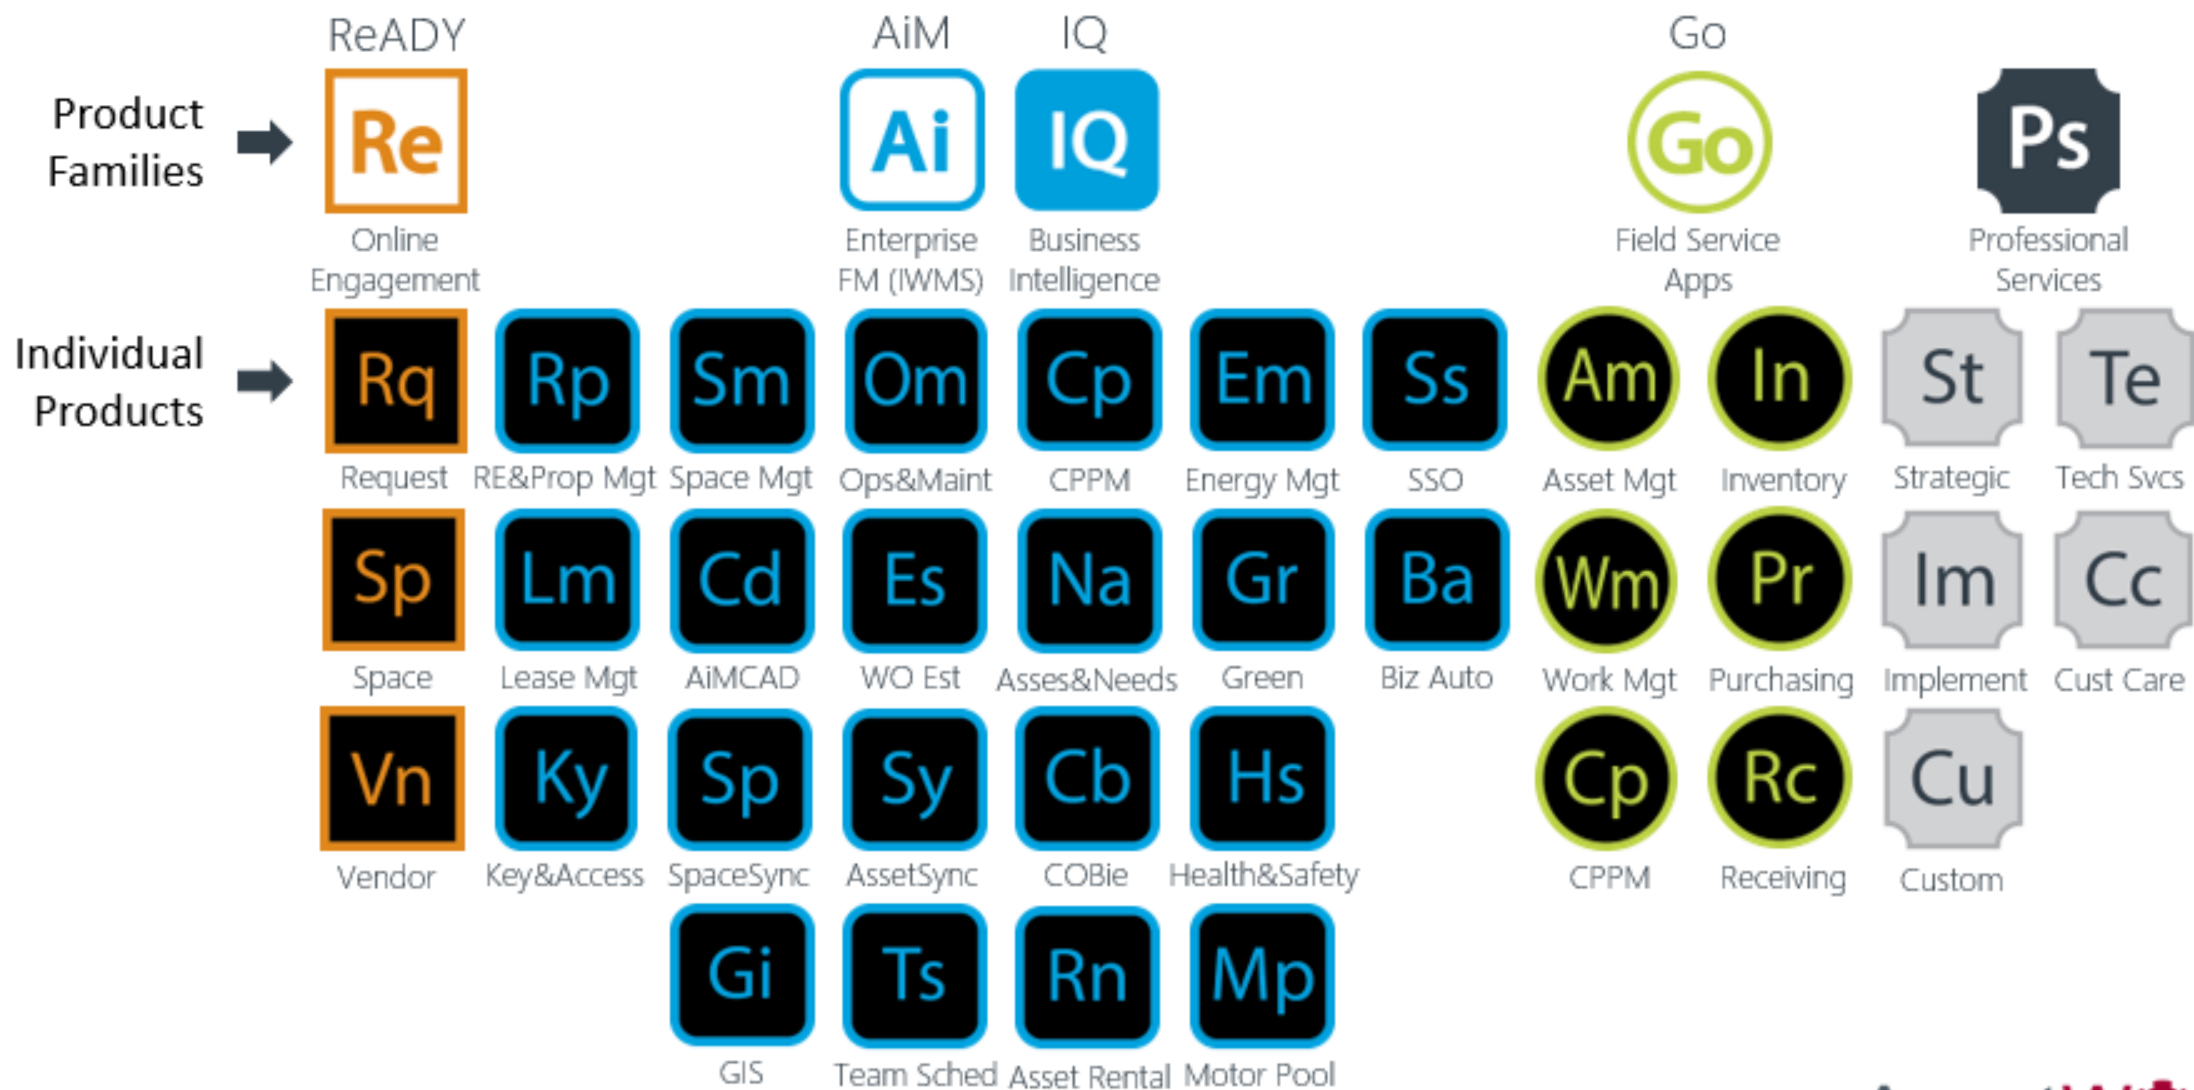 ReADY AiM IQ Go
Product
Families
Re Ai IQ Go Ps
Online Enterprise Business Field Service Professional
Engagement FM (IWMS) Intelligence Apps Services
Individual
Products
Rq Rp Sm Om Cp Em Ss Am In St Te
Request RE&Prop Mgt Space Mgt Ops&Maint CPPM Energy Mgt SSO Asset Mgt Inventory Strategic Tech Svcs
Sp Lm Cd Es Na Gr Ba Wm Pr Im Cc
Space Lease Mgt AiMCAD WO Est Asses&Needs Green Biz Auto Work Mgt Purchasing Implement Cust Care
Vn Ky Sp Sy Cb Hs Cp Rc Cu
Vendor Key&Access SpaceSync AssetSync COBie Health&Safety CPPM Receiving Custom
Gi Ts Rn Mp
GIS Team Sched Asset Rental Motor Pool